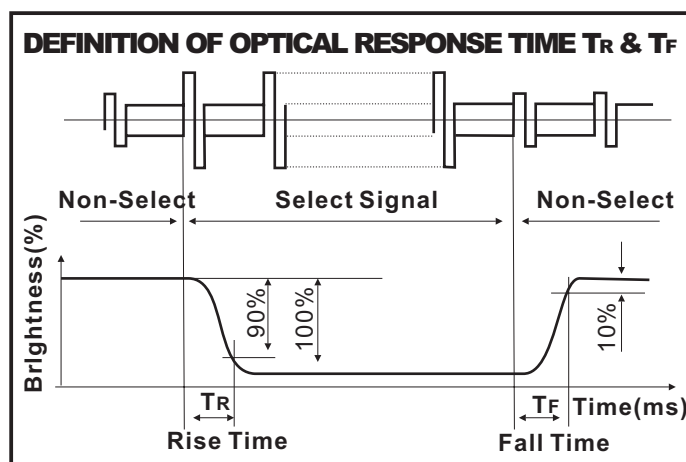 DEFINITION OF OPTICAL RESPONSE TIME TR & TF
Non-Select
Select Signal
Non-Select
BrIghtness(%)
90%
100%
10%
TR
TF
Time(ms)
Rise Time
Fall Time